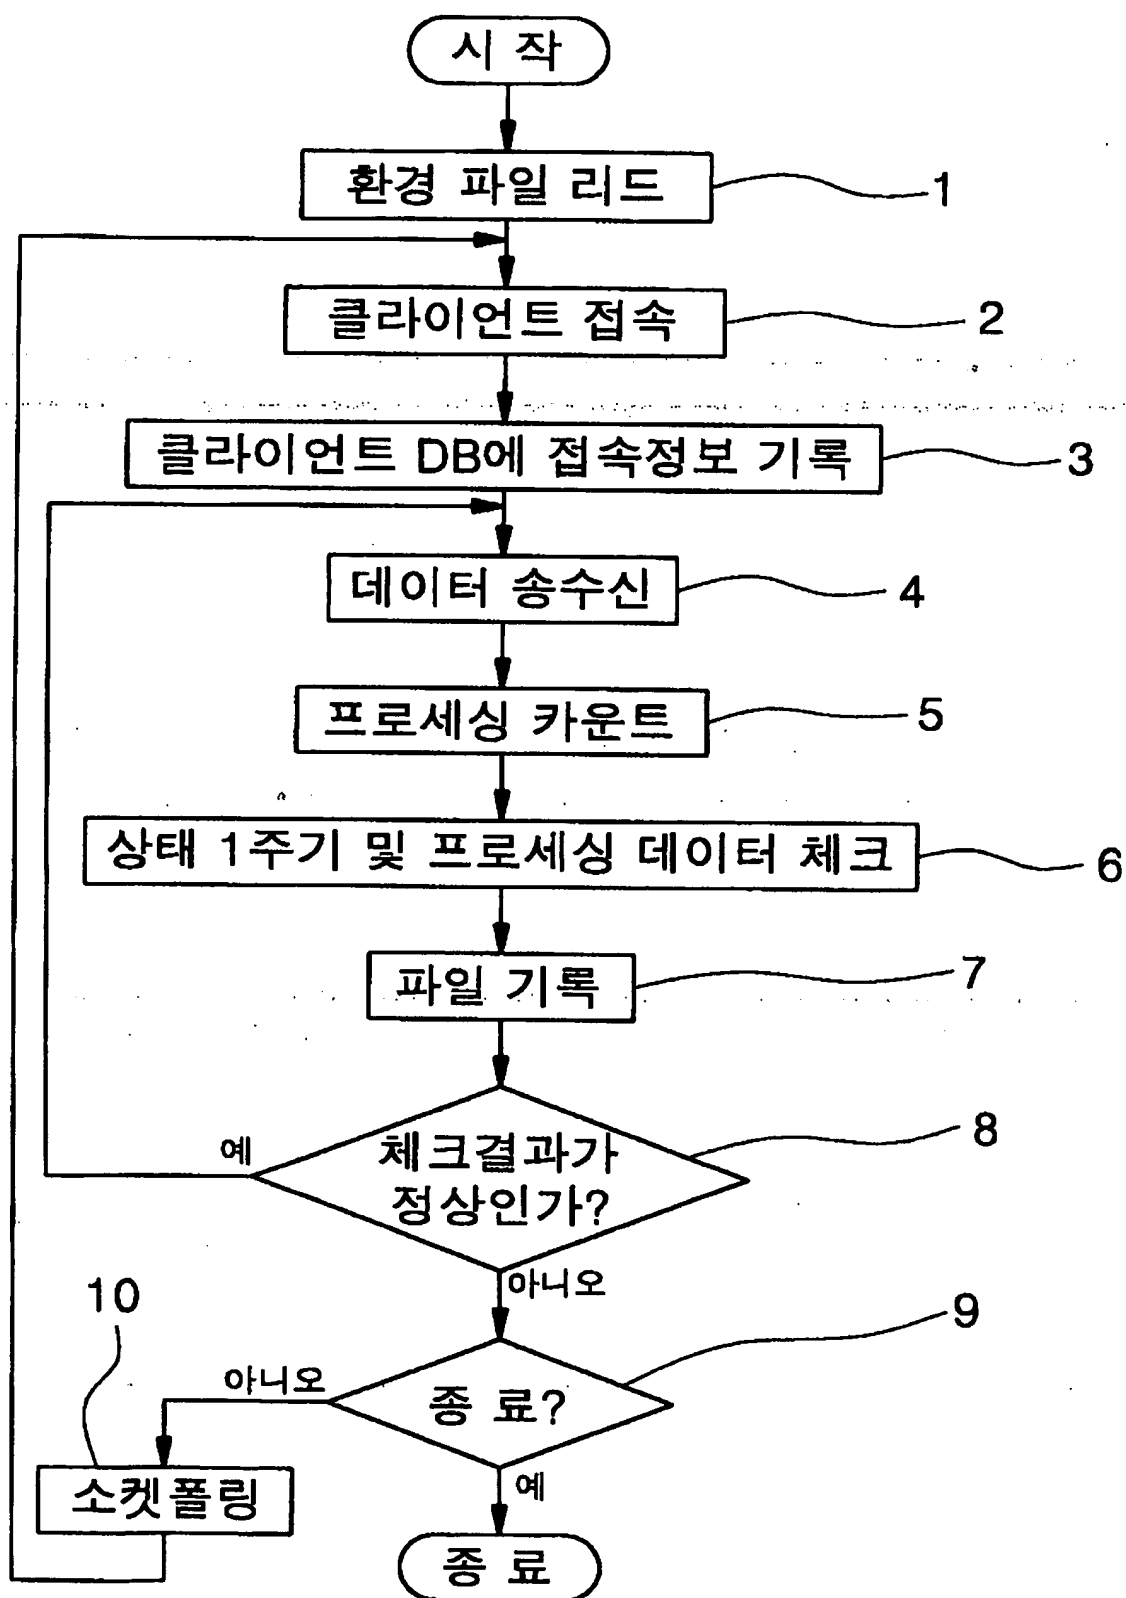 시 작
환경 파일 리드
1
클라이언트 접속
2
클라이언트 DB에 접속정보 기록
3
데이터 송수신
4
프로세싱 카운트
5
상태 1주기 및 프로세싱 데이터 체크
6
파일 기록
7
체크결과가
정상인가?
8
예
아니오
10
종 료?
9
아니오
예
소켓폴링
종 료